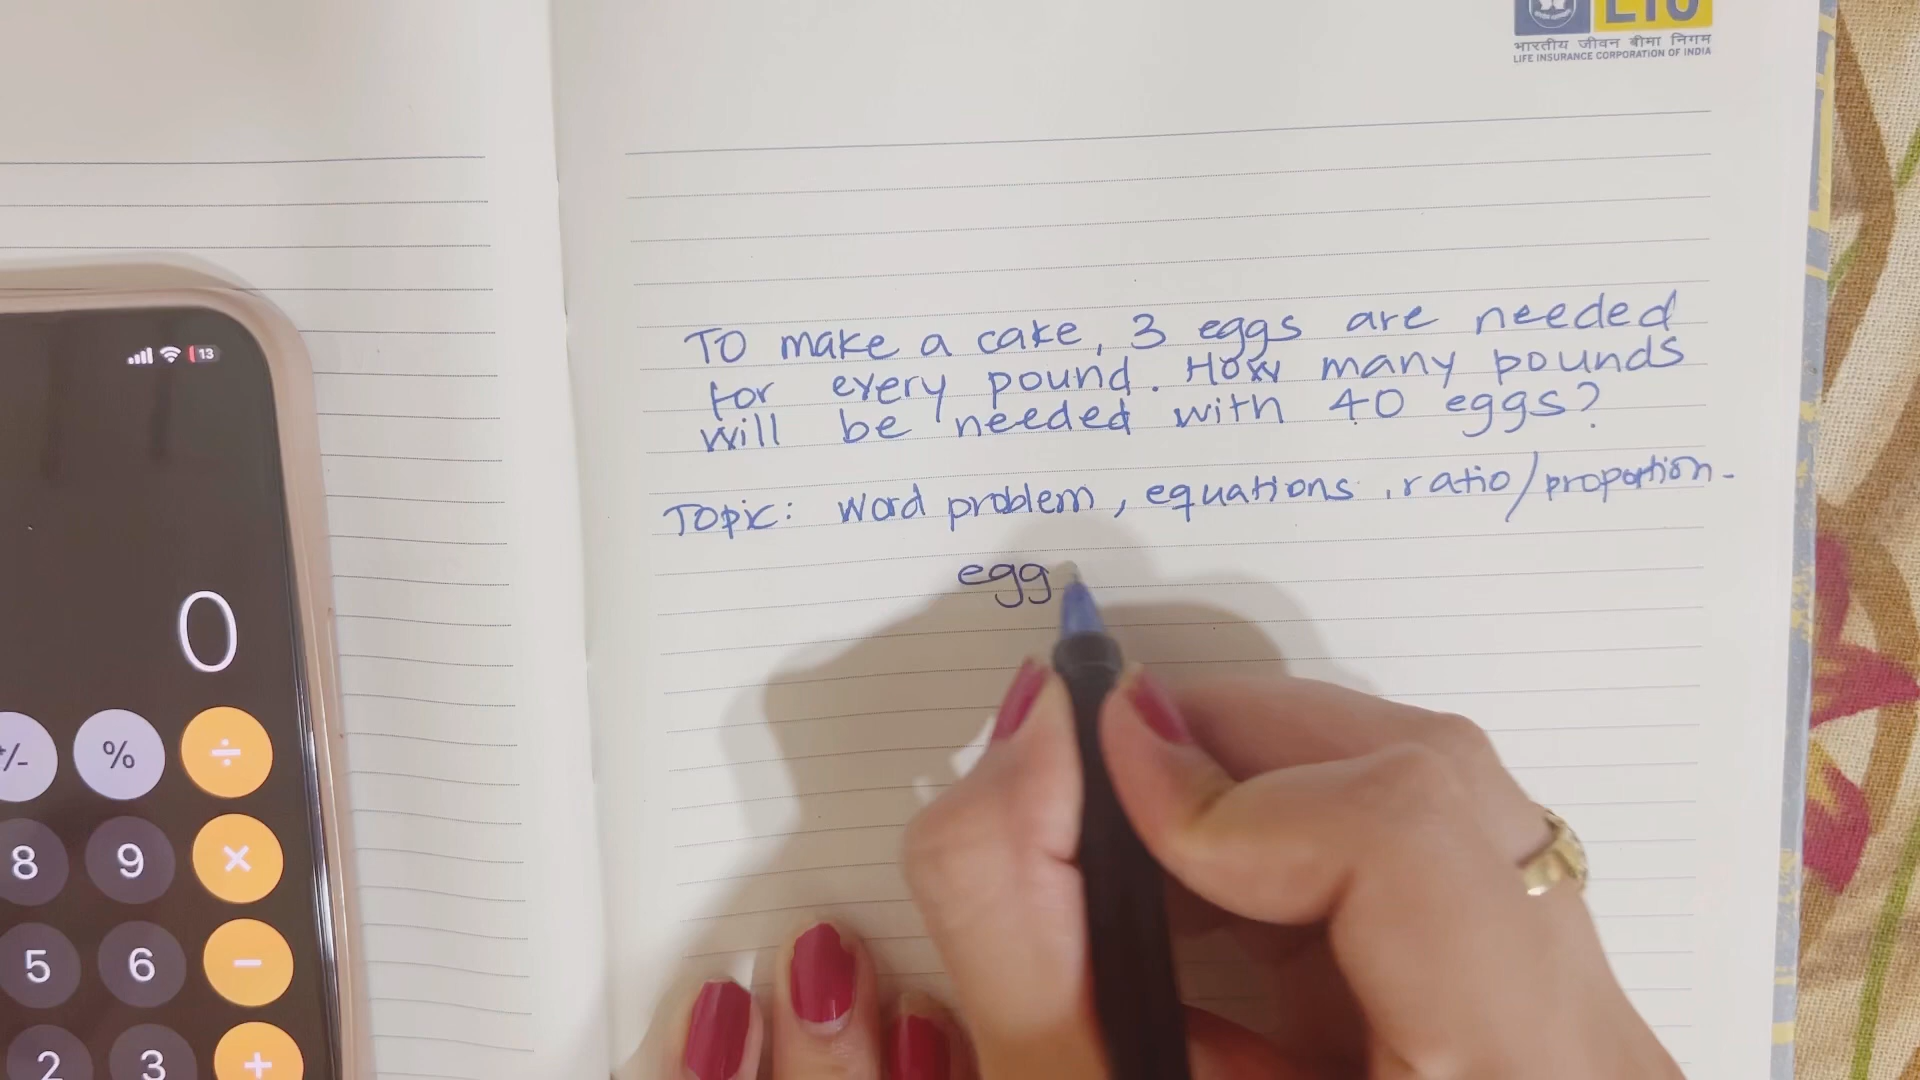 LIC
भारतीय जीवन बीमा निगम
LIFE INSURANCE CORPORATION OF INDIA
To make a cake, 3 eggs are needed
for every pound. How many pounds
will be needed with 40 eggs?
Topic: word problem, equations, ratio/proportion.
egg
13
0
+/- % ÷
8 9 ×
5 6 −
2 3 +